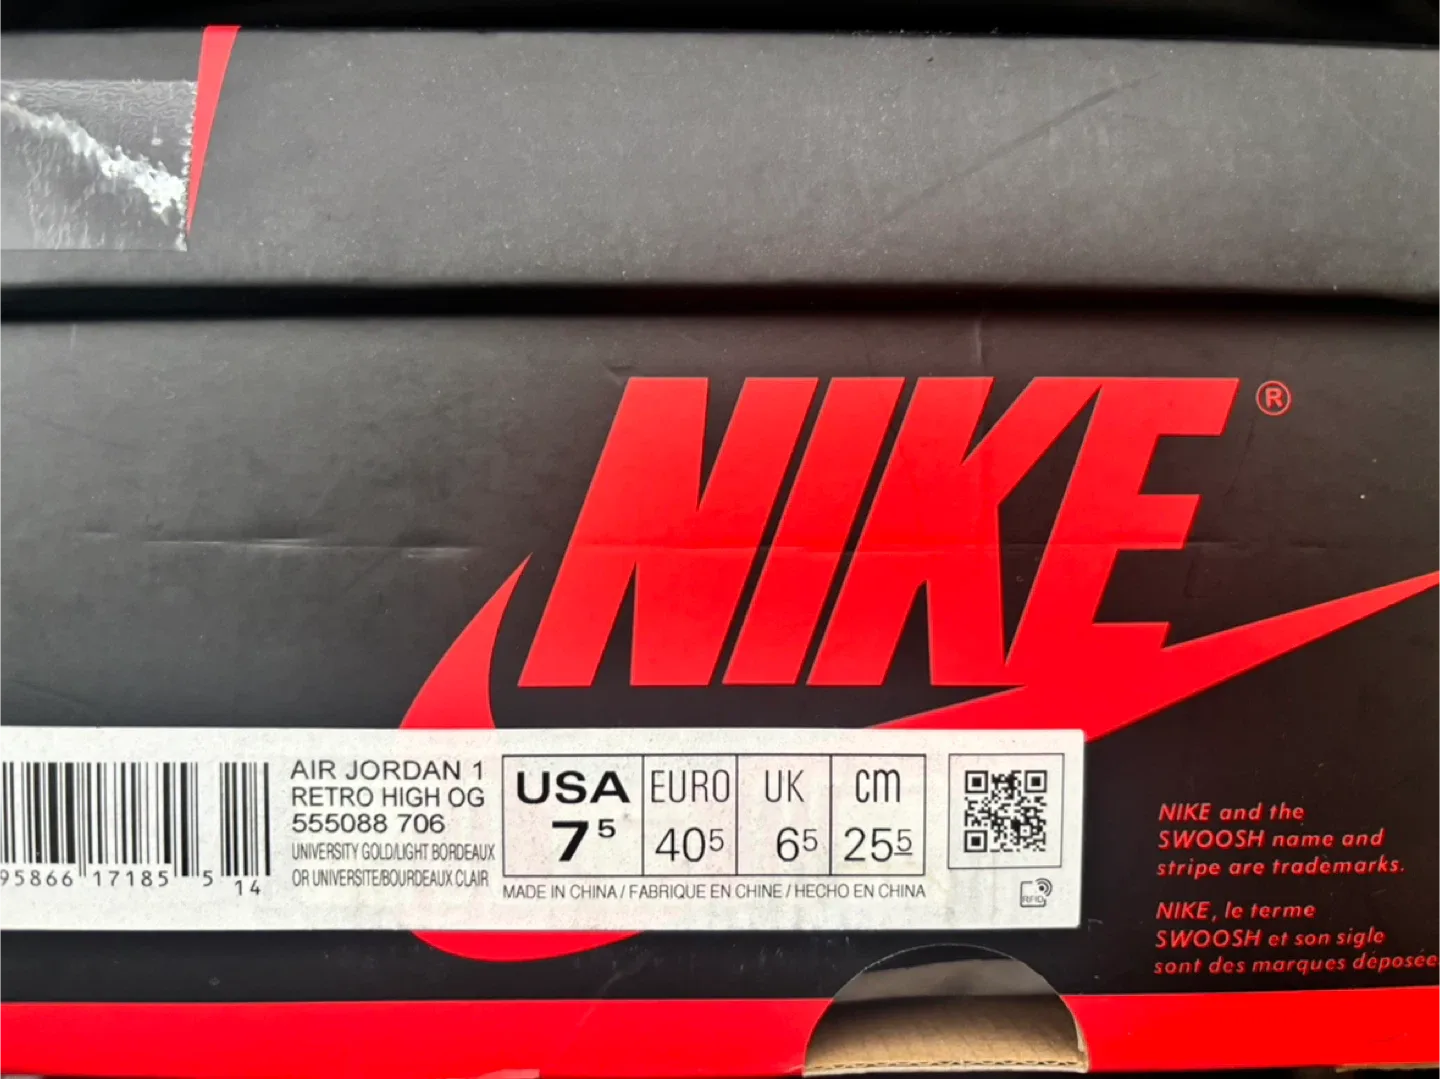 NIKE®
AIR JORDAN 1
RETRO HIGH OG
555088 706
UNIVERSITY GOLD/LIGHT BORDEAUX
OR UNIVERSITE/BOURDEAUX CLAIR
95866 17185 5 14
USA EURO UK CM
7⁵ 40⁵ 6⁵ 25⁵
MADE IN CHINA / FABRIQUE EN CHINE / HECHO EN CHINA
RFID
NIKE and the
SWOOSH name and
stripe are trademarks.
NIKE, le terme
SWOOSH et son sigle
sont des marques déposée